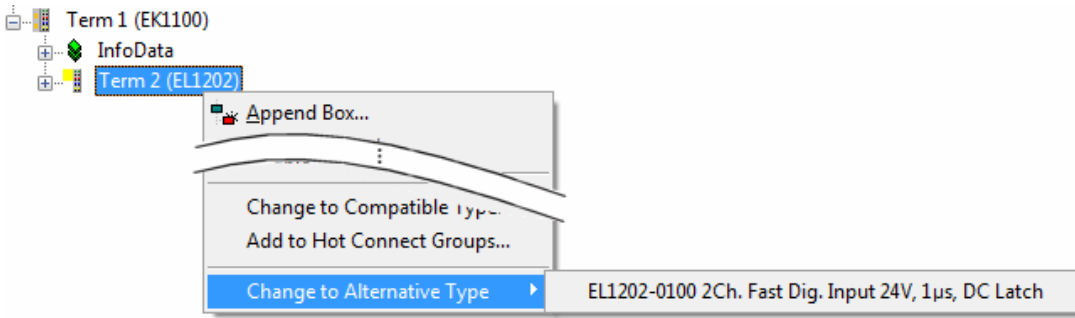 Term 1 (EK1100)
InfoData
Term 2 (EL1202)
Append Box...
Change to Compatible
Add to Hot Connect Groups...
Change to Alternative Type
EL1202-0100 2Ch. Fast Dig. Input 24V, 1µs, DC Latch